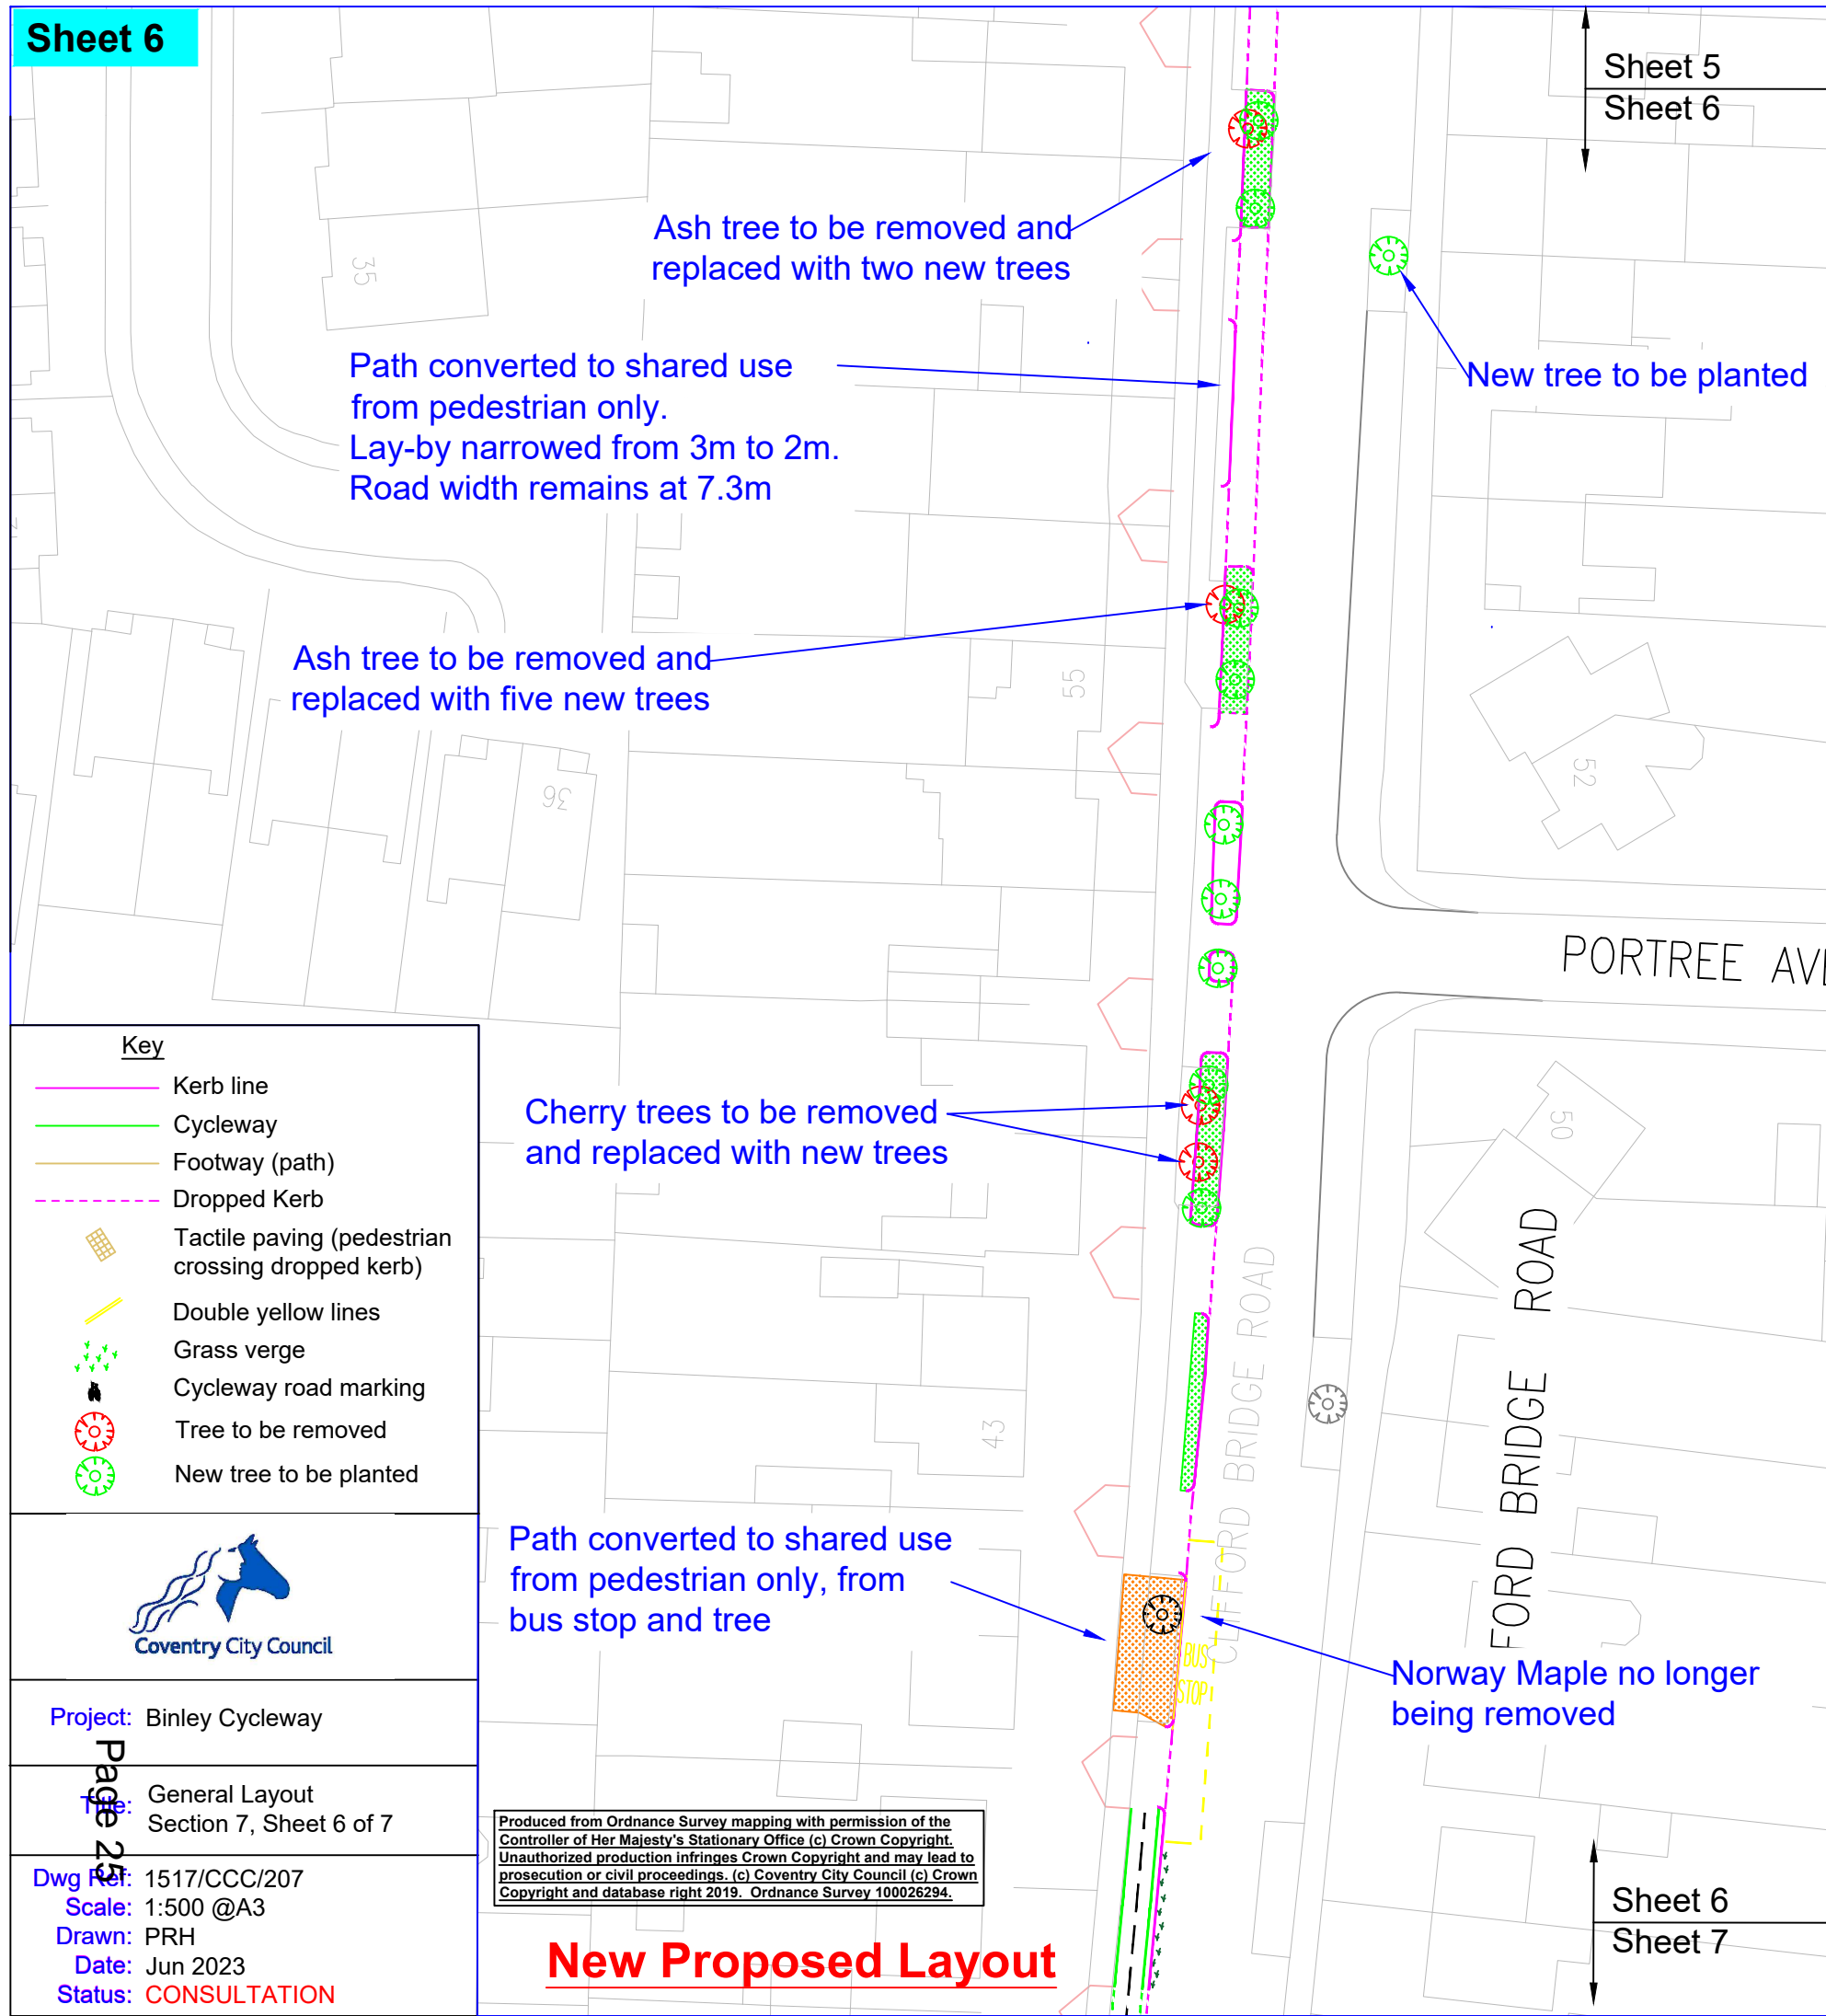 Sheet 6
Sheet 5
Sheet 6
Ash tree to be removed and
replaced with two new trees
35
Path converted to shared use
from pedestrian only.
Lay-by narrowed from 3m to 2m.
Road width remains at 7.3m
New tree to be planted
Ash tree to be removed and
replaced with five new trees
55
52
36
PORTREE AVE
Key
Kerb line
Cycleway
Footway (path)
Dropped Kerb
Tactile paving (pedestrian
crossing dropped kerb)
Double yellow lines
Grass verge
Cycleway road marking
Tree to be removed
New tree to be planted
Cherry trees to be removed
and replaced with new trees
50
CLIFFORD BRIDGE ROAD
FORD BRIDGE ROAD
43
Path converted to shared use
from pedestrian only, from
bus stop and tree
BUS
STOP
Norway Maple no longer
being removed
Coventry City Council
Project: Binley Cycleway
Title: General Layout
Section 7, Sheet 6 of 7
Page 25
Dwg Ref: 1517/CCC/207
Scale: 1:500 @A3
Drawn: PRH
Date: Jun 2023
Status: CONSULTATION
Produced from Ordnance Survey mapping with permission of the
Controller of Her Majesty's Stationary Office (c) Crown Copyright.
Unauthorized production infringes Crown Copyright and may lead to
prosecution or civil proceedings. (c) Coventry City Council (c) Crown
Copyright and database right 2019. Ordnance Survey 100026294.
New Proposed Layout
Sheet 6
Sheet 7